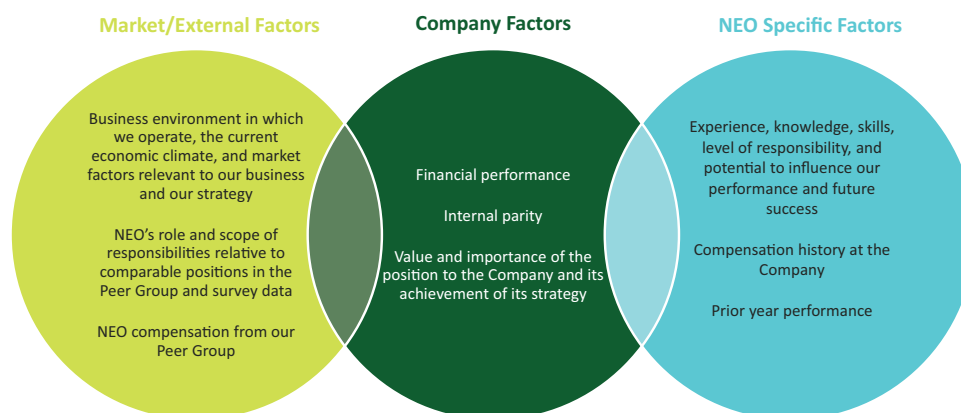 Market/External Factors
Company Factors
NEO Specific Factors
Business environment in which
we operate, the current
economic climate, and market
factors relevant to our business
and our strategy
NEO's role and scope of
responsibilities relative to
comparable positions in the
Peer Group and survey data
NEO compensation from our
Peer Group
Financial performance
Internal parity
Value and importance of the
position to the Company and its
achievement of its strategy
Experience, knowledge, skills,
level of responsibility, and
potential to influence our
performance and future
success
Compensation history at the
Company
Prior year performance